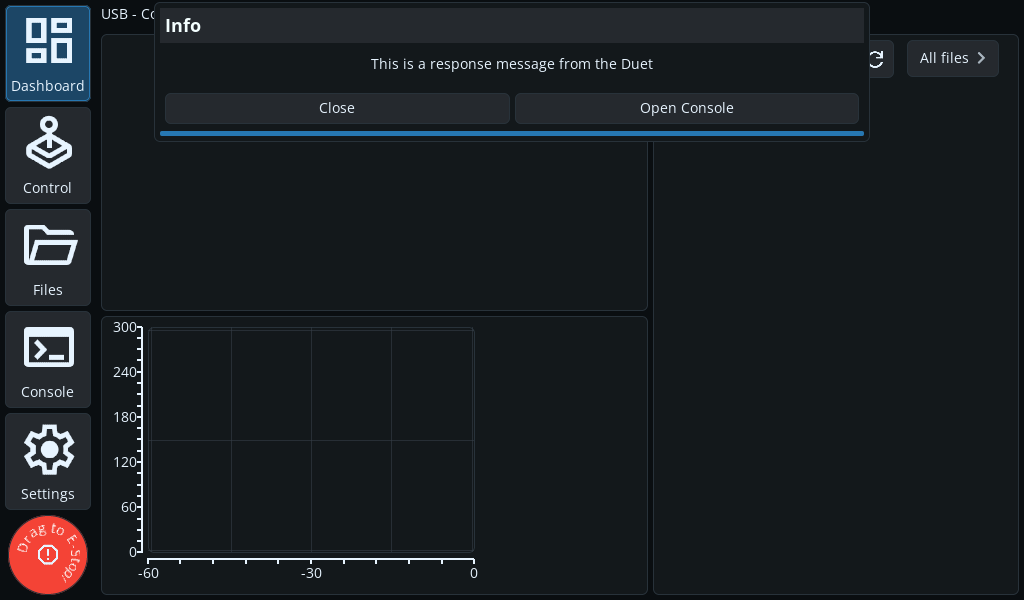 Dashboard
Control
Files
Console
Settings
Drag to E-Stop!
USB - Co
Info
This is a response message from the Duet
Close
Open Console
All files
300
240
180
120
60
0
-60
-30
0